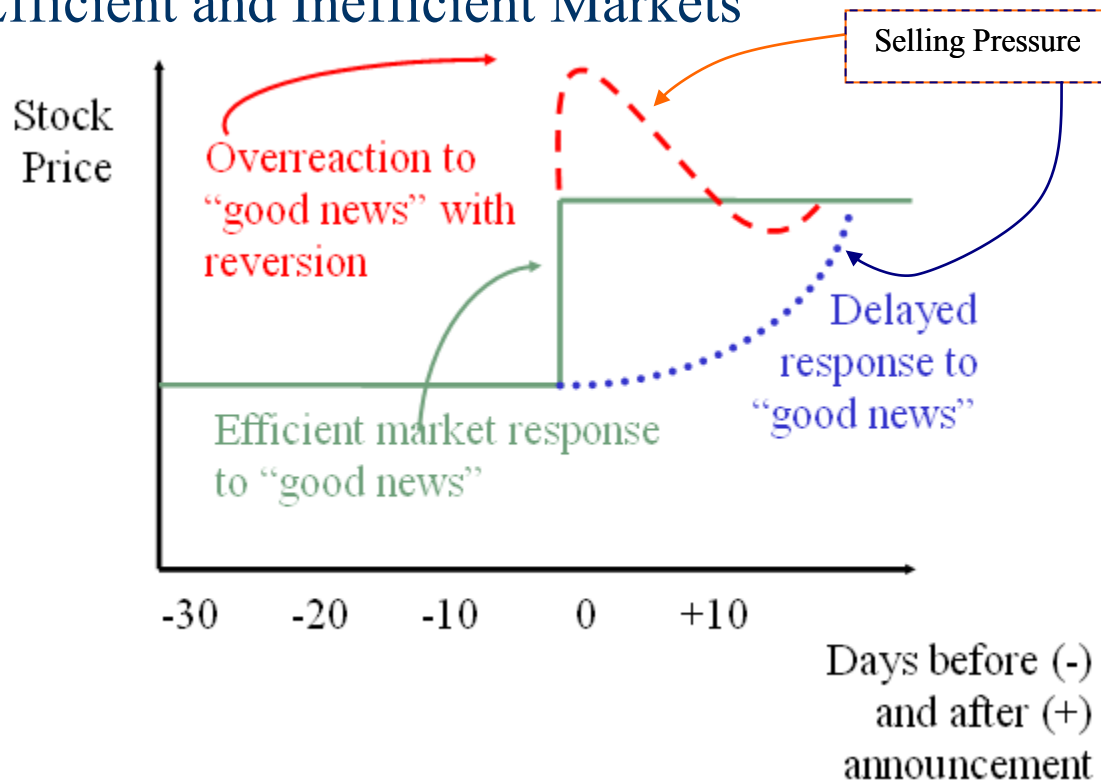 Efficient and Inefficient Markets
Selling Pressure
Stock
Price
Overreaction to
“good news” with
reversion
Delayed
response to
“good news”
Efficient market response
to “good news”
-30 -20 -10 0 +10
Days before (-)
and after (+)
announcement